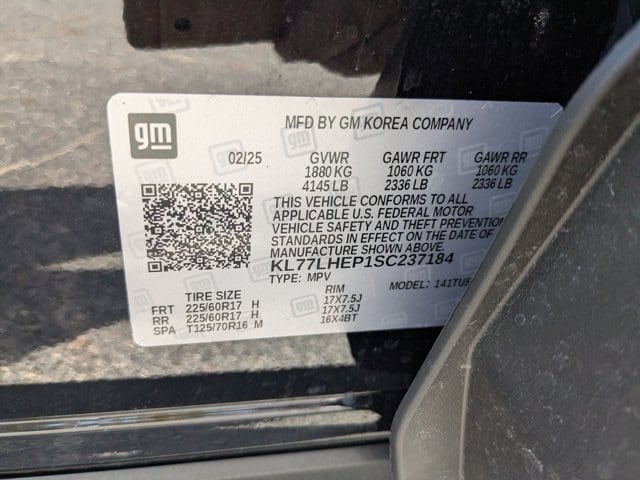 gm
MFD BY GM KOREA COMPANY
02/25 GVWR GAWR FRT GAWR RR
1880 KG 1060 KG 1060 KG
4145 LB 2336 LB 2336 LB
THIS VEHICLE CONFORMS TO ALL
APPLICABLE U.S. FEDERAL MOTOR
VEHICLE SAFETY AND THEFT PREVENTION
STANDARDS IN EFFECT ON THE DATE OF
MANUFACTURE SHOWN ABOVE.
KL77LHEP1SC237184
TYPE: MPV MODEL: 141TU5
TIRE SIZE RIM
FRT 225/60R17 H 17X7.5J
RR 225/60R17 H 17X7.5J
SPA T125/70R16 M 16X4BT